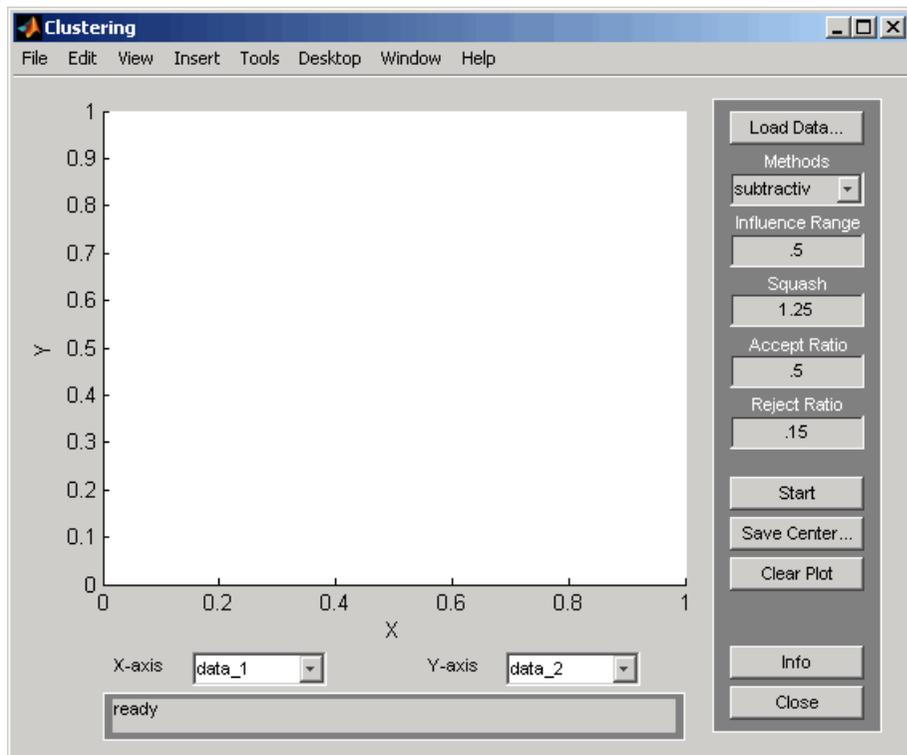 Clustering
File Edit View Insert Tools Desktop Window Help
1
0.9
0.8
0.7
0.6
0.5
0.4
0.3
0.2
0.1
0
Y
0 0.2 0.4 0.6 0.8 1
X
X-axis data_1 Y-axis data_2
ready
Load Data...
Methods
subtractiv
Influence Range
.5
Squash
1.25
Accept Ratio
.5
Reject Ratio
.15
Start
Save Center...
Clear Plot
Info
Close